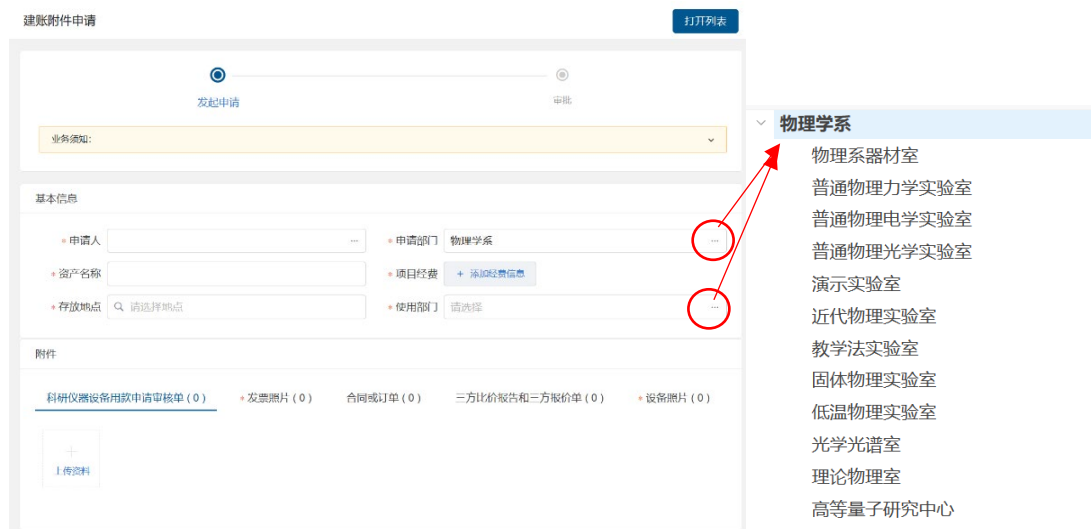 建账附件申请
打开列表
发起申请
审批
业务须知:
基本信息
* 申请人 ...
* 申请部门 物理学系 ...
* 资产名称
* 项目经费 + 添加经费信息
* 存放地点 请选择地点
* 使用部门 请选择 ...
附件
科研仪器设备用款申请审核单 ( 0 ) * 发票照片 ( 0 ) 合同或订单 ( 0 ) 三方比价报告和三方报价单 ( 0 ) * 设备照片 ( 0 )
+
上传资料
物理学系
物理系器材室
普通物理力学实验室
普通物理电学实验室
普通物理光学实验室
演示实验室
近代物理实验室
教学法实验室
固体物理实验室
低温物理实验室
光学光谱室
理论物理室
高等量子研究中心